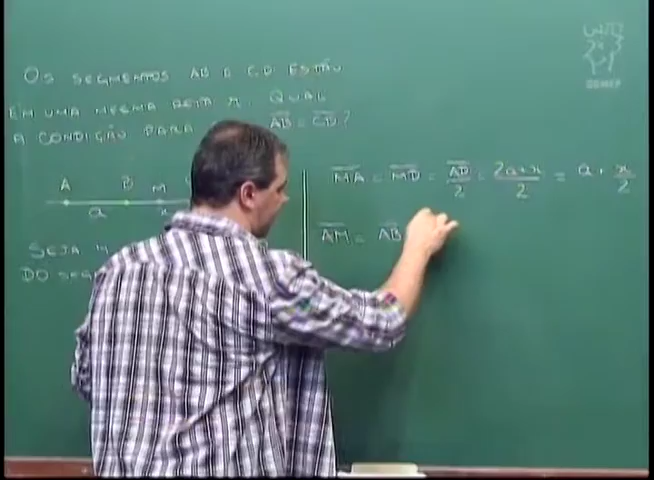 OS SEGMENTOS AB E CD ESTÃO
EM UMA MESMA RETA r. QUAL
A CONDIÇÃO PARA AB = CD?
A B M
a x
SEJA M
DO
MA = MD = AD/2 = 2a+x/2 = a + x/2
AM = AB
OBMEP